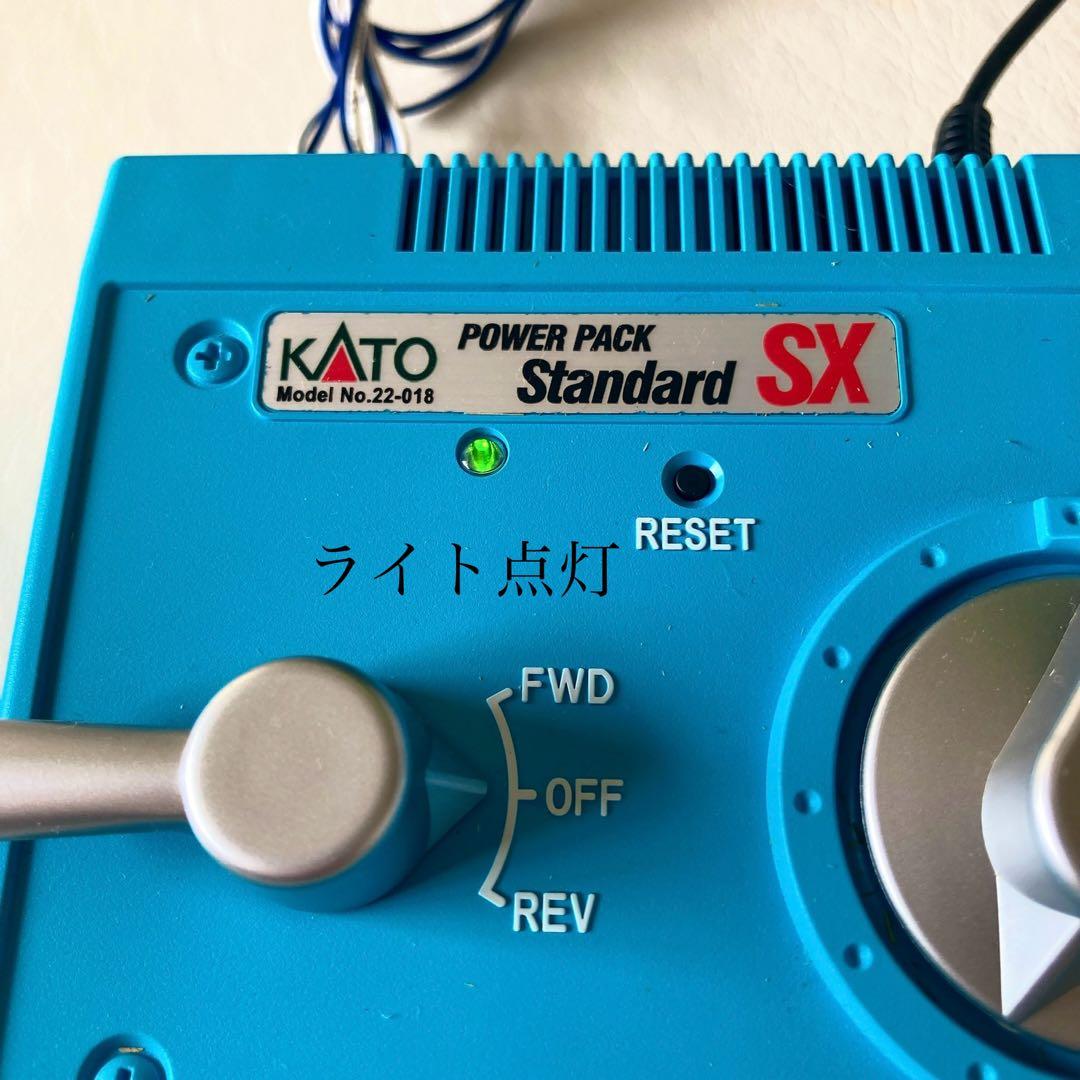 KATO
Model No.22-018
POWER PACK
Standard SX
RESET
ライト点灯
FWD
OFF
REV